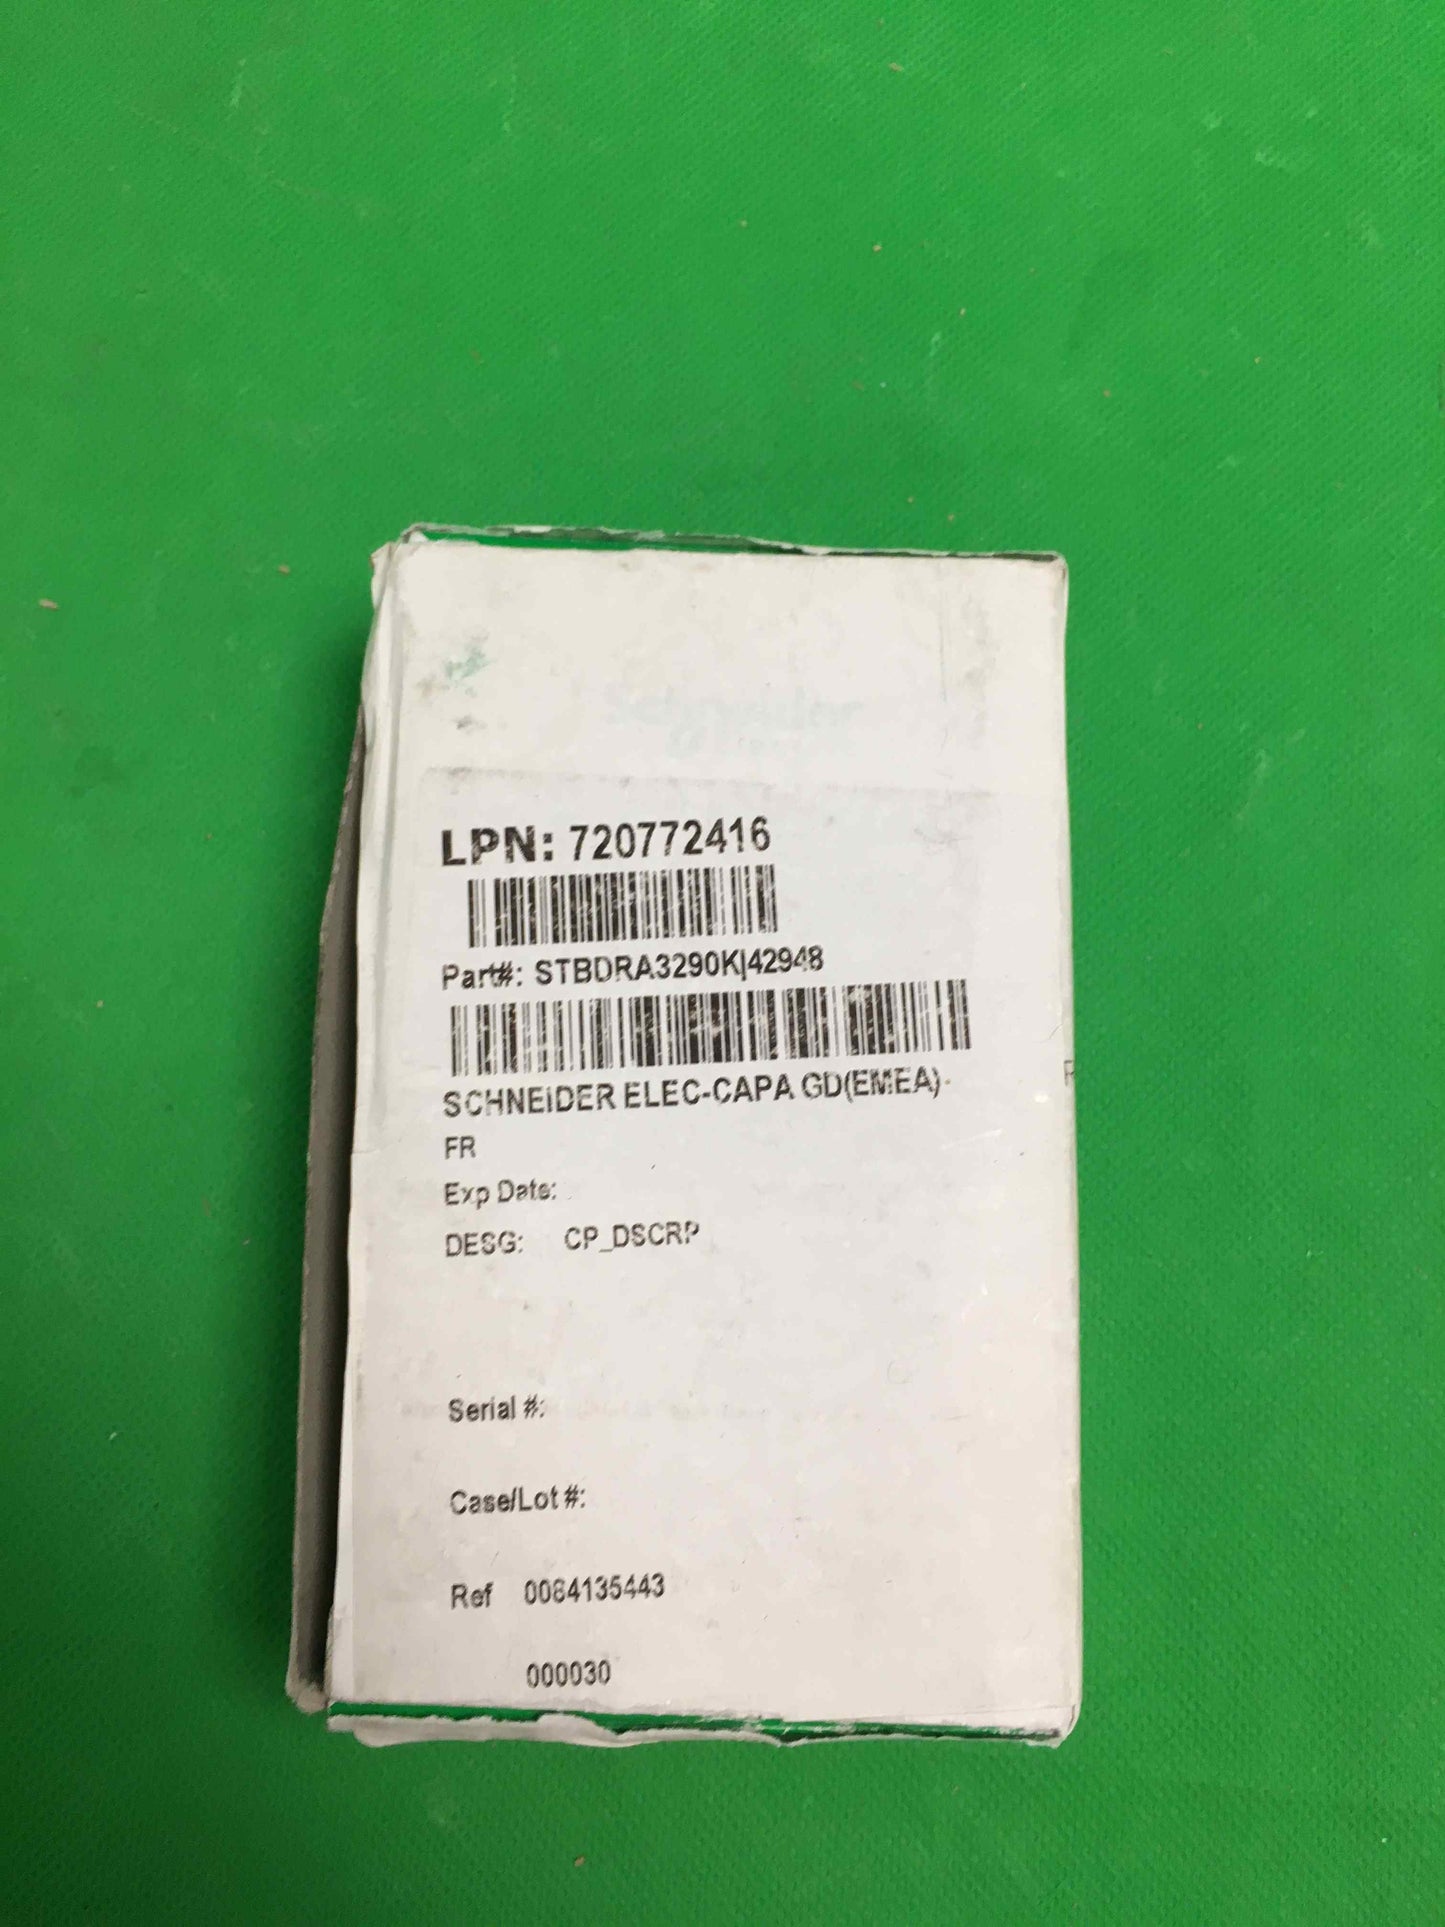 Schneider
LPN: 720772416
Part#: STBDRA3290K|42948
SCHNEIDER ELEC-CAPA GD(EMEA)-
FR
Exp Date:
DESG: CP_DSCRP
Serial #:
Case/Lot #:
Ref 0084135443
000030